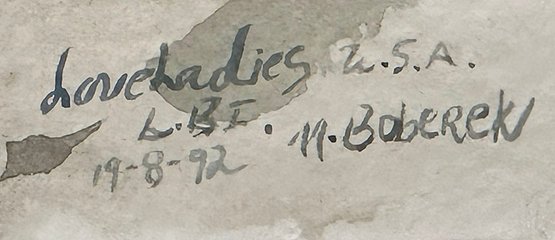 LoveLadies U.S.A.
L.B.I. M.Boberek
19-8-92